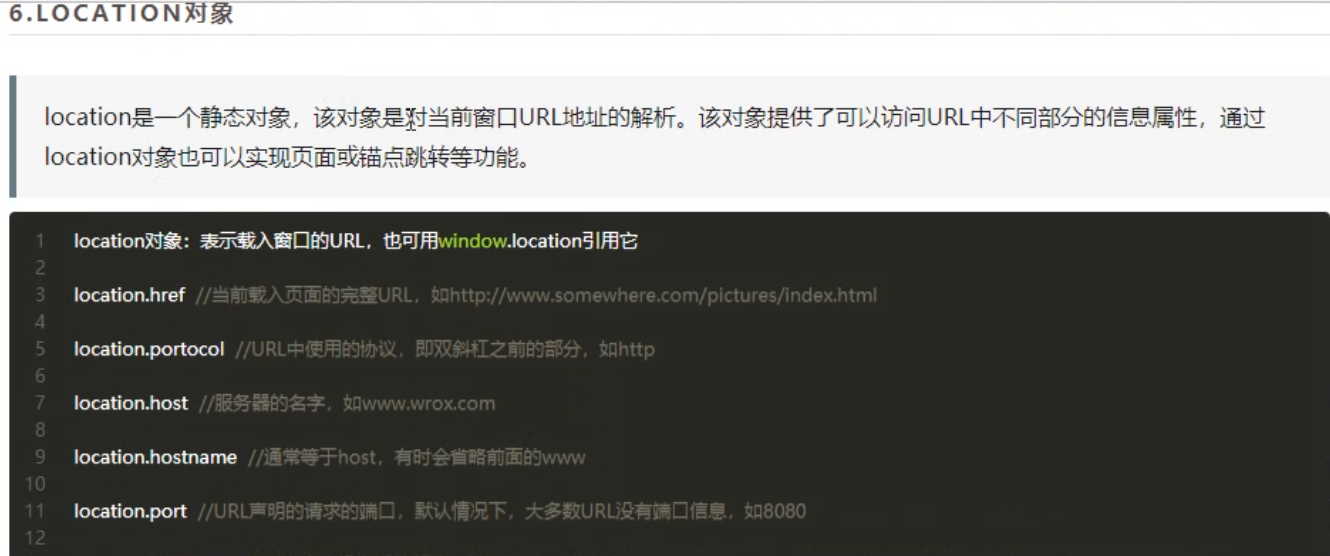 6.LOCATION对象
location是一个静态对象，该对象是对当前窗口URL地址的解析。该对象提供了可以访问URL中不同部分的信息属性，通过
location对象也可以实现页面或锚点跳转等功能。
1 location对象：表示载入窗口的URL，也可用window.location引用它
2
3 location.href //当前载入页面的完整URL，如http://www.somewhere.com/pictures/index.html
4
5 location.portocol //URL中使用的协议，即双斜杠之前的部分，如http
6
7 location.host //服务器的名字，如www.wrox.com
8
9 location.hostname //通常等于host，有时会省略前面的www
10
11 location.port //URL声明的请求的端口，默认情况下，大多数URL没有端口信息，如8080
12